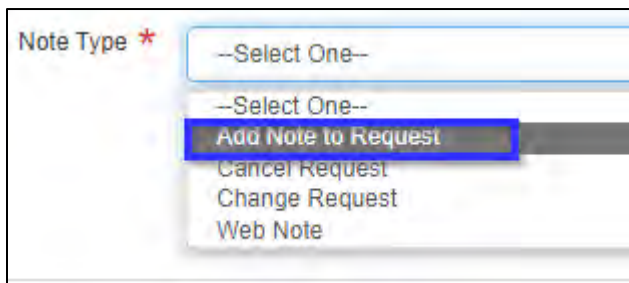 Note Type *
--Select One--
--Select One--
Add Note to Request
Cancel Request
Change Request
Web Note